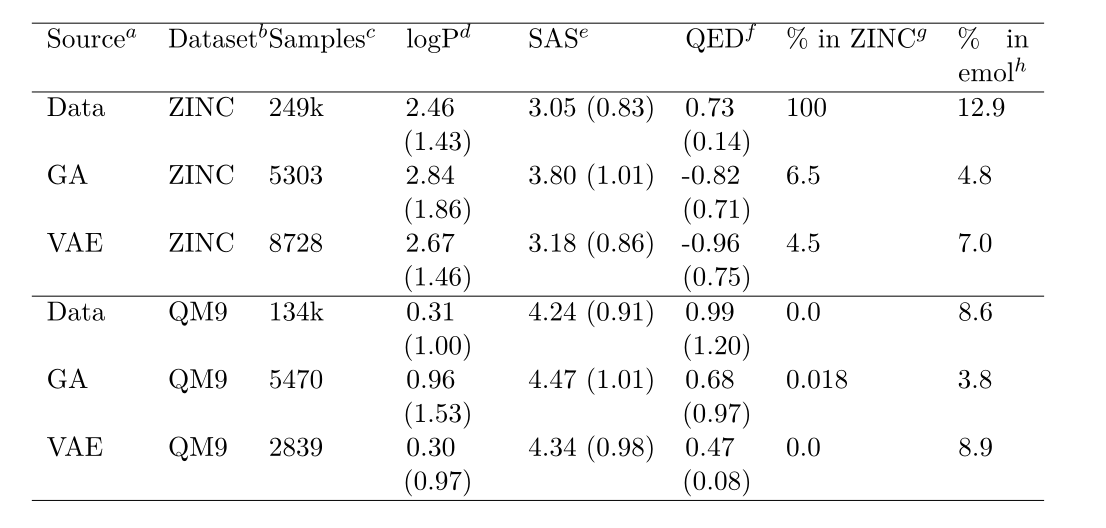 Source^a Dataset^b Samples^c logP^d SAS^e QED^f % in ZINC^g % in
emol^h
Data ZINC 249k 2.46 3.05 (0.83) 0.73 100 12.9
(1.43) (0.14)
GA ZINC 5303 2.84 3.80 (1.01) -0.82 6.5 4.8
(1.86) (0.71)
VAE ZINC 8728 2.67 3.18 (0.86) -0.96 4.5 7.0
(1.46) (0.75)
Data QM9 134k 0.31 4.24 (0.91) 0.99 0.0 8.6
(1.00) (1.20)
GA QM9 5470 0.96 4.47 (1.01) 0.68 0.018 3.8
(1.53) (0.97)
VAE QM9 2839 0.30 4.34 (0.98) 0.47 0.0 8.9
(0.97) (0.08)